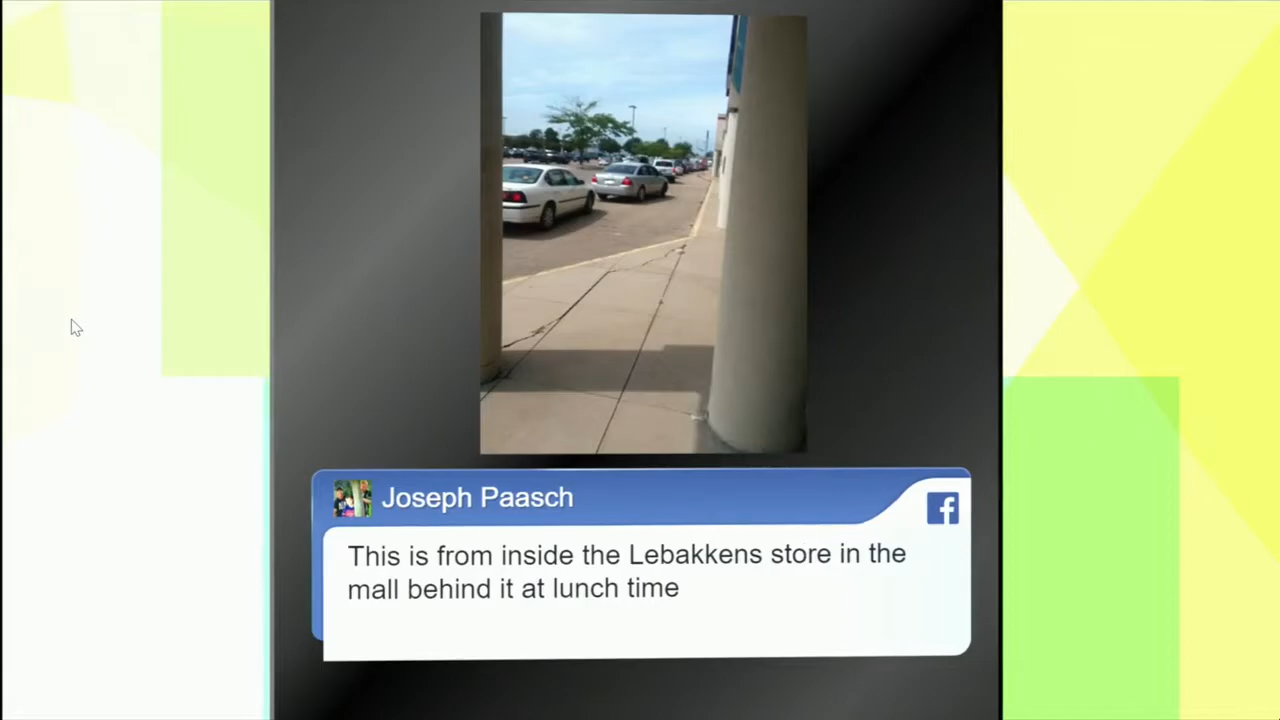 Joseph Paasch
This is from inside the Lebakkens store in the
mall behind it at lunch time